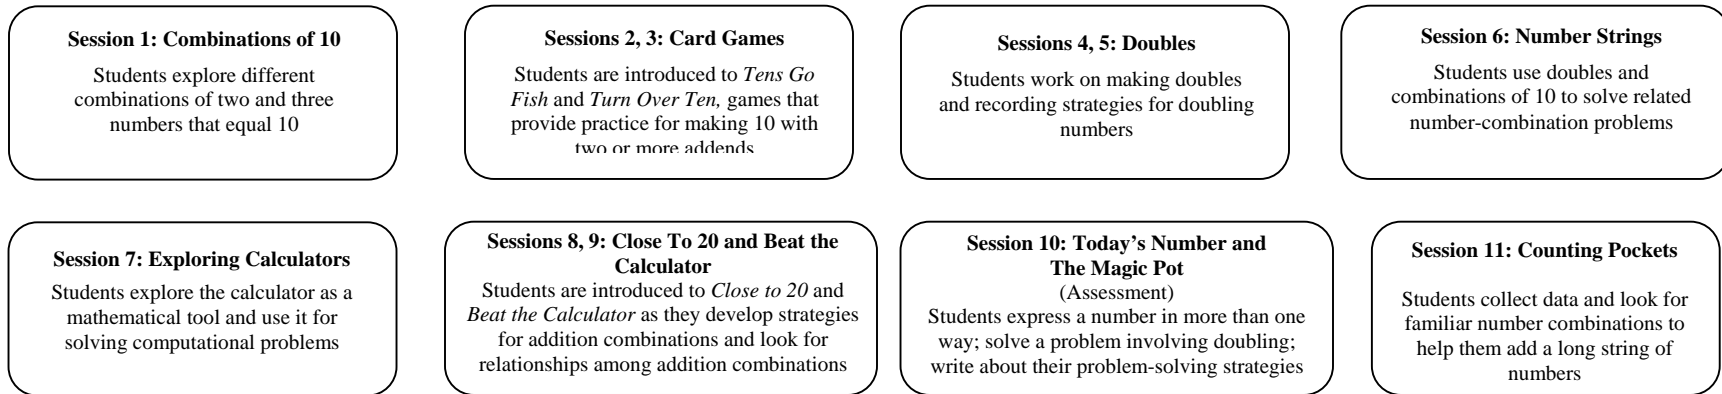 Session 1: Combinations of 10
Students explore different
combinations of two and three
numbers that equal 10
Sessions 2, 3: Card Games
Students are introduced to Tens Go
Fish and Turn Over Ten, games that
provide practice for making 10 with
two or more addends
Sessions 4, 5: Doubles
Students work on making doubles
and recording strategies for doubling
numbers
Session 6: Number Strings
Students use doubles and
combinations of 10 to solve related
number-combination problems
Session 7: Exploring Calculators
Students explore the calculator as a
mathematical tool and use it for
solving computational problems
Sessions 8, 9: Close To 20 and Beat the
Calculator
Students are introduced to Close to 20 and
Beat the Calculator as they develop strategies
for addition combinations and look for
relationships among addition combinations
Session 10: Today's Number and
The Magic Pot
(Assessment)
Students express a number in more than one
way; solve a problem involving doubling;
write about their problem-solving strategies
Session 11: Counting Pockets
Students collect data and look for
familiar number combinations to
help them add a long string of
numbers